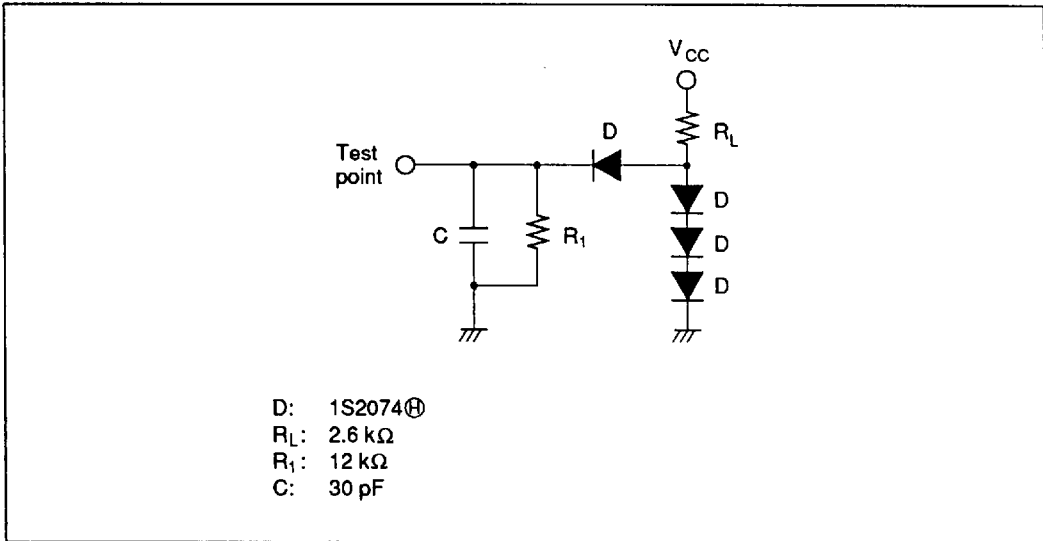 V_CC
D
R_L
Test
point
D
C
R₁
D
D
D: 1S2074Ⓗ
R_L: 2.6 kΩ
R₁: 12 kΩ
C: 30 pF